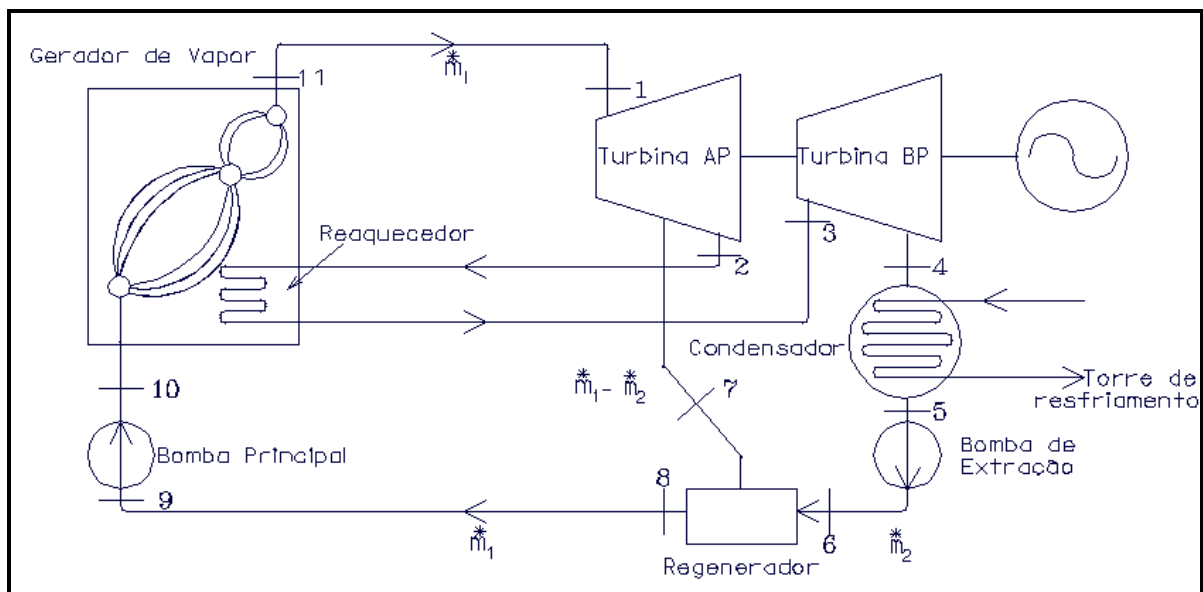 Gerador de Vapor
11
ṁ1
1
Turbina AP
Turbina BP
Reaquecedor
2
3
4
Condensador
10
ṁ1 - ṁ2
7
Torre de
resfriamento
5
Bomba Principal
Bomba de
Extração
9
8
6
ṁ1
ṁ2
Regenerador